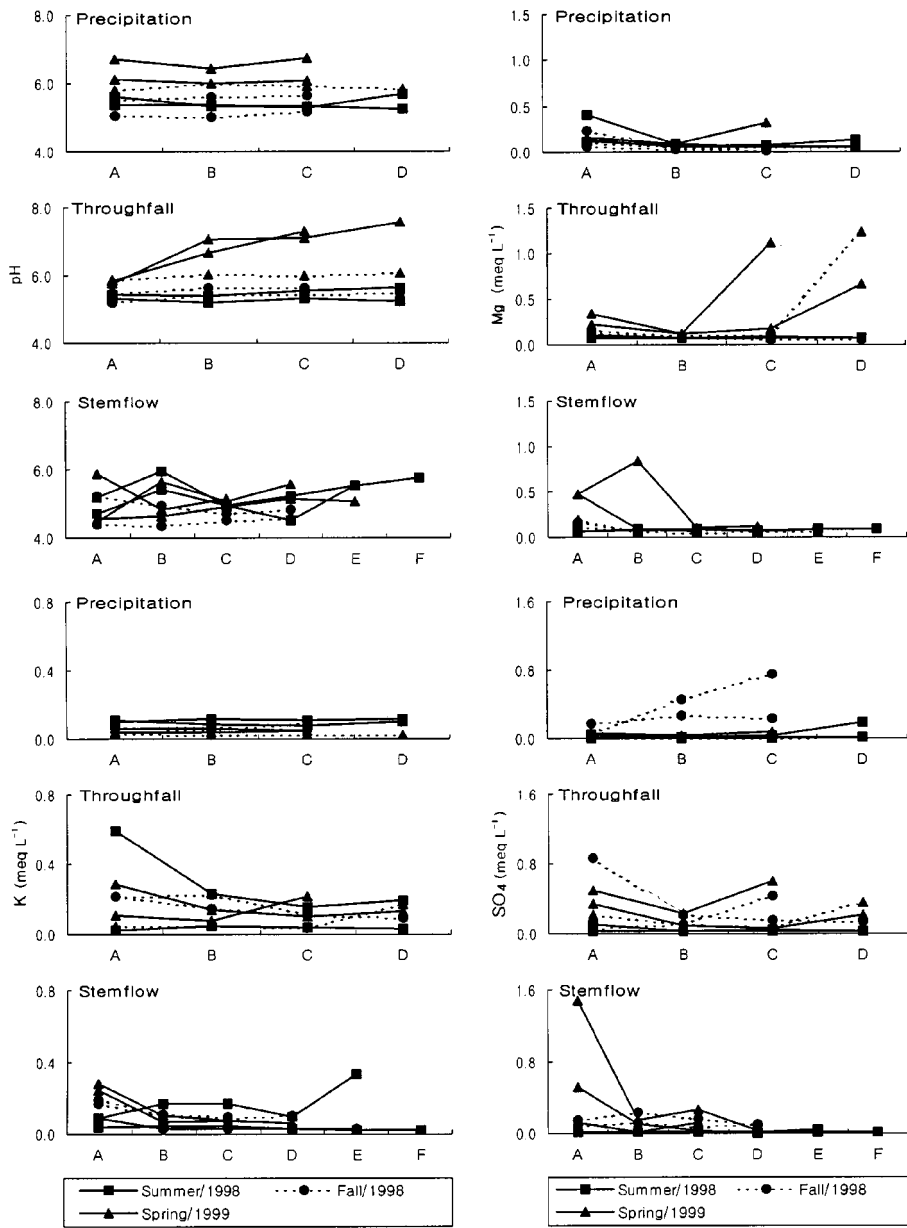 Precipitation
8.0
6.0
4.0
A B C D
Throughfall
8.0
6.0
4.0
pH
A B C D
Stemflow
8.0
6.0
4.0
A B C D E F
Precipitation
1.5
1.0
0.5
0.0
A B C D
Throughfall
1.5
1.0
0.5
0.0
Mg (meq L⁻¹)
A B C D
Stemflow
1.5
1.0
0.5
0.0
A B C D E F
Precipitation
0.8
0.4
0.0
A B C D
Throughfall
0.8
0.4
0.0
K (meq L⁻¹)
A B C D
Stemflow
0.8
0.4
0.0
A B C D E F
Summer/1998 Fall/1998
Spring/1999
Precipitation
1.6
0.8
0.0
A B C D
Throughfall
1.6
0.8
0.0
SO₄ (meq L⁻¹)
A B C D
Stemflow
1.6
0.8
0.0
A B C D E F
Summer/1998 Fall/1998
Spring/1999